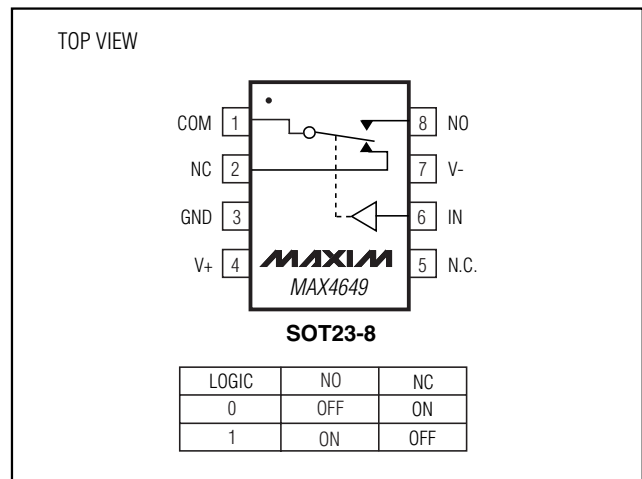 TOP VIEW
COM 1 8 NO
NC 2 7 V-
GND 3 6 IN
V+ 4 MAXIM 5 N.C.
MAX4649
SOT23-8
LOGIC NO NC
0 OFF ON
1 ON OFF